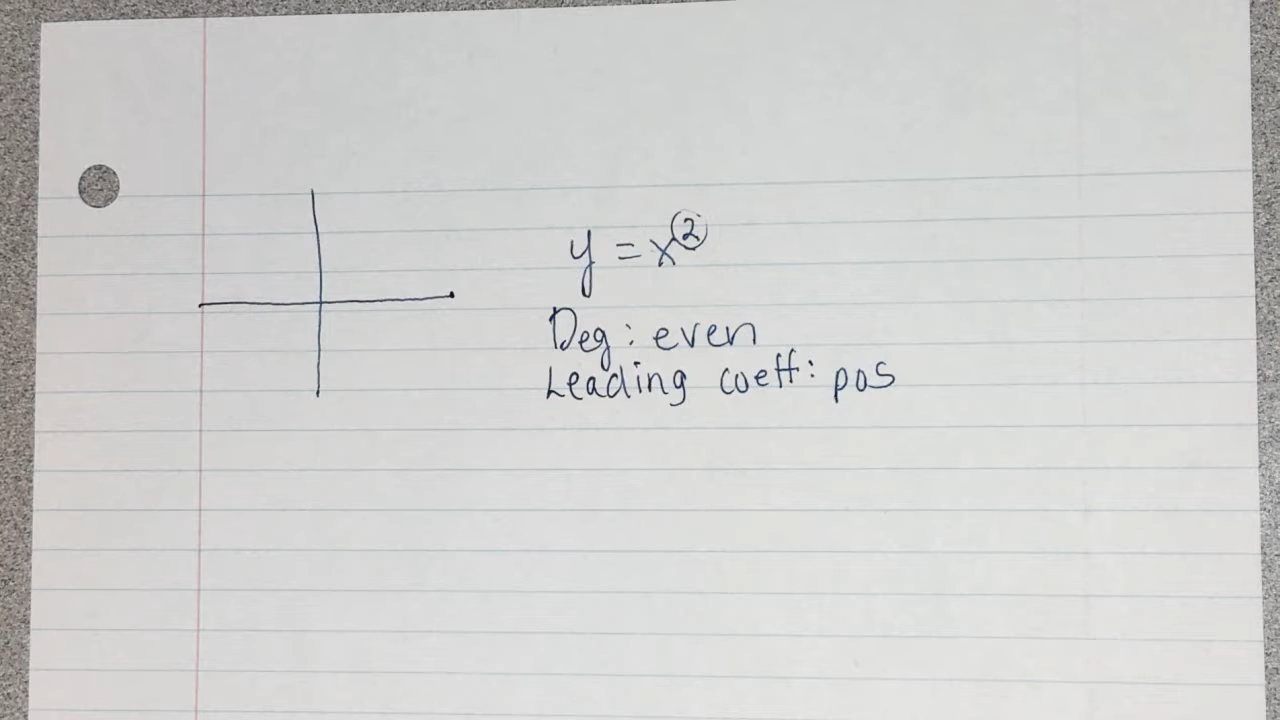 y = x²
Deg: even
Leading coeff: pos